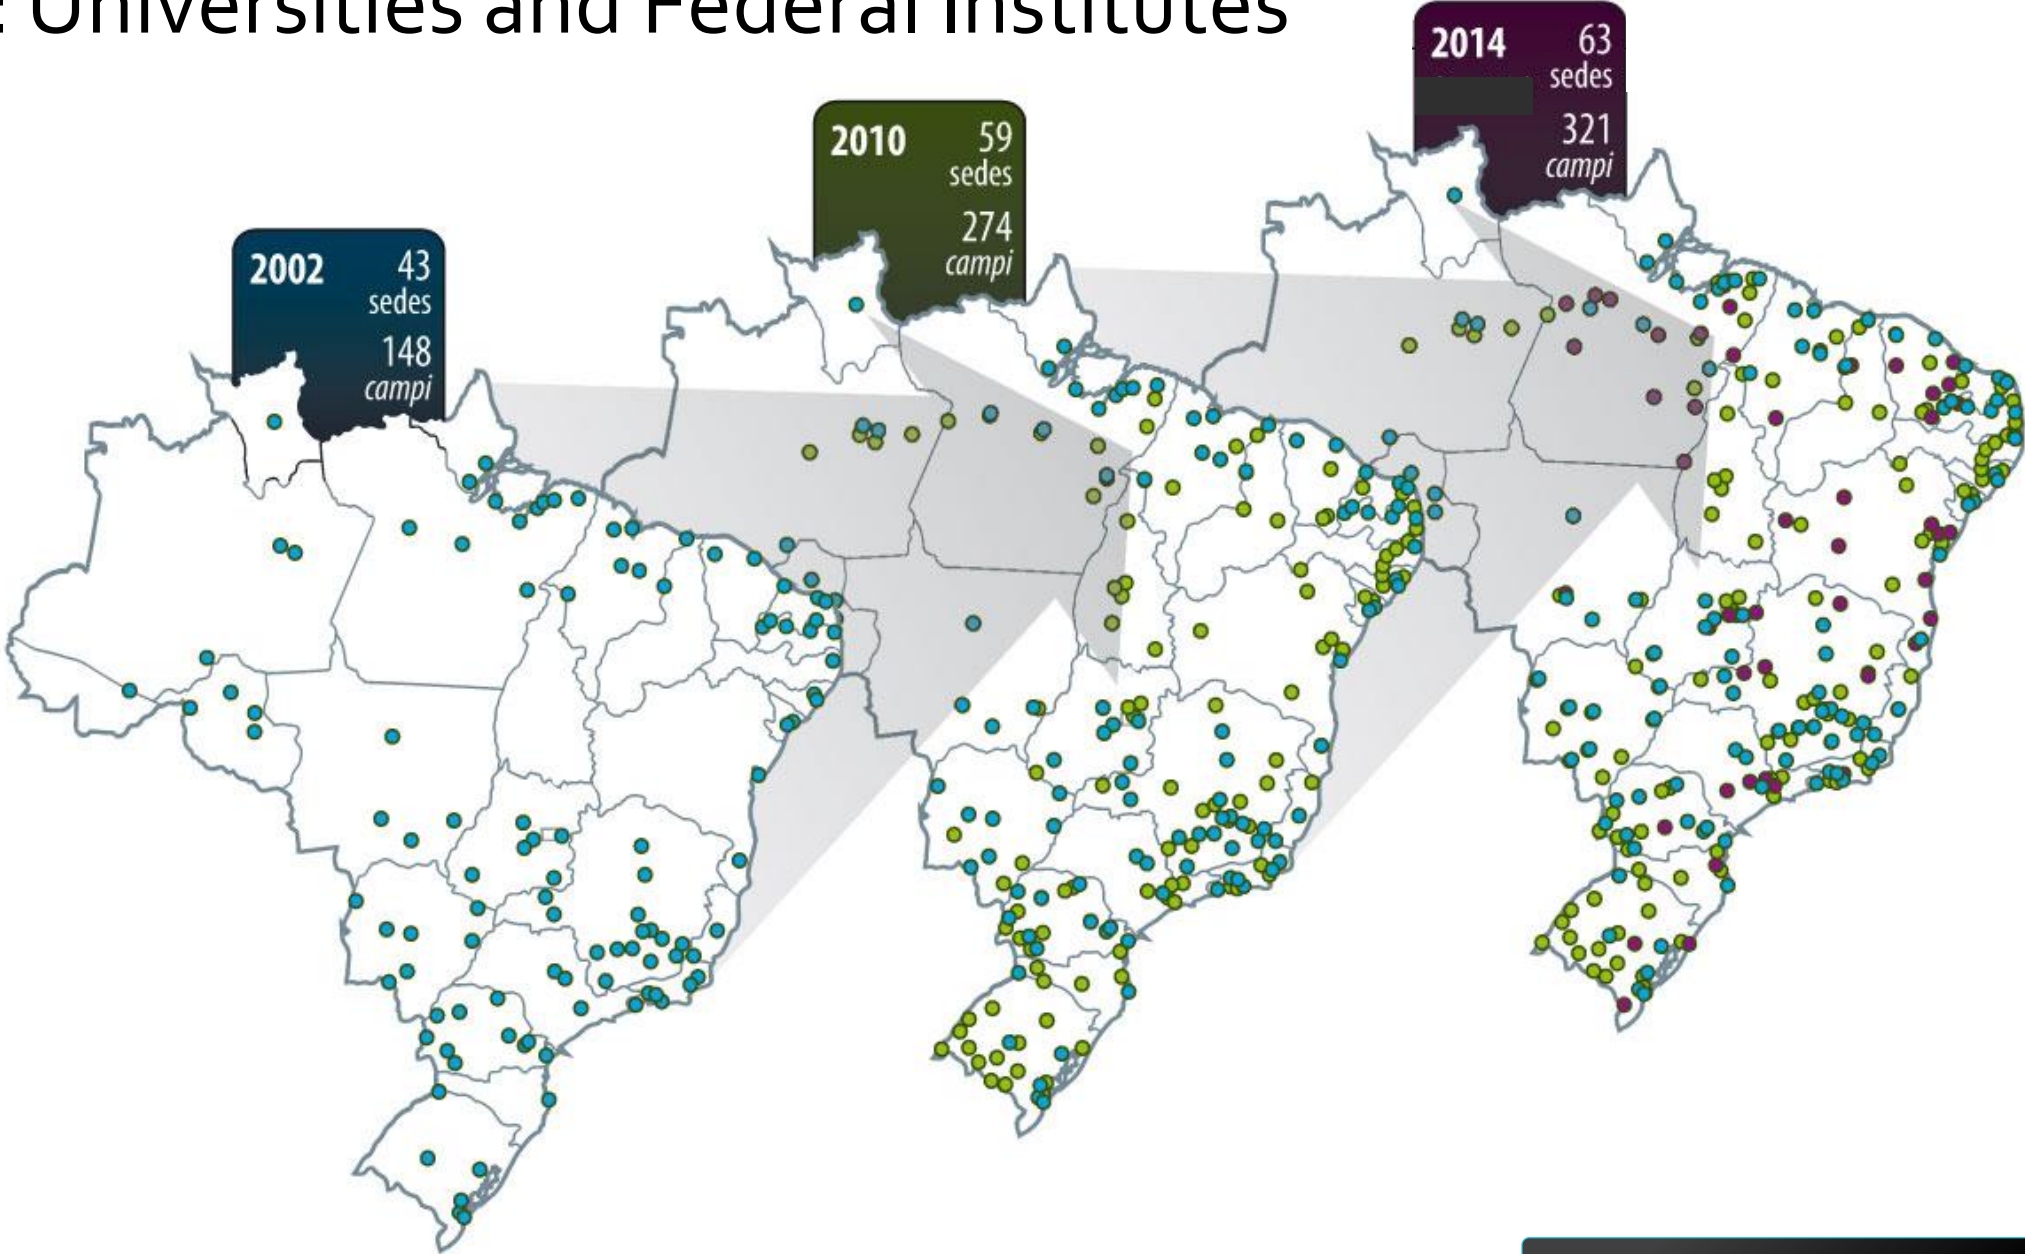 : Universities and Federal Institutes
2014 63
sedes
321
campi
2010 59
sedes
274
campi
2002 43
sedes
148
campi